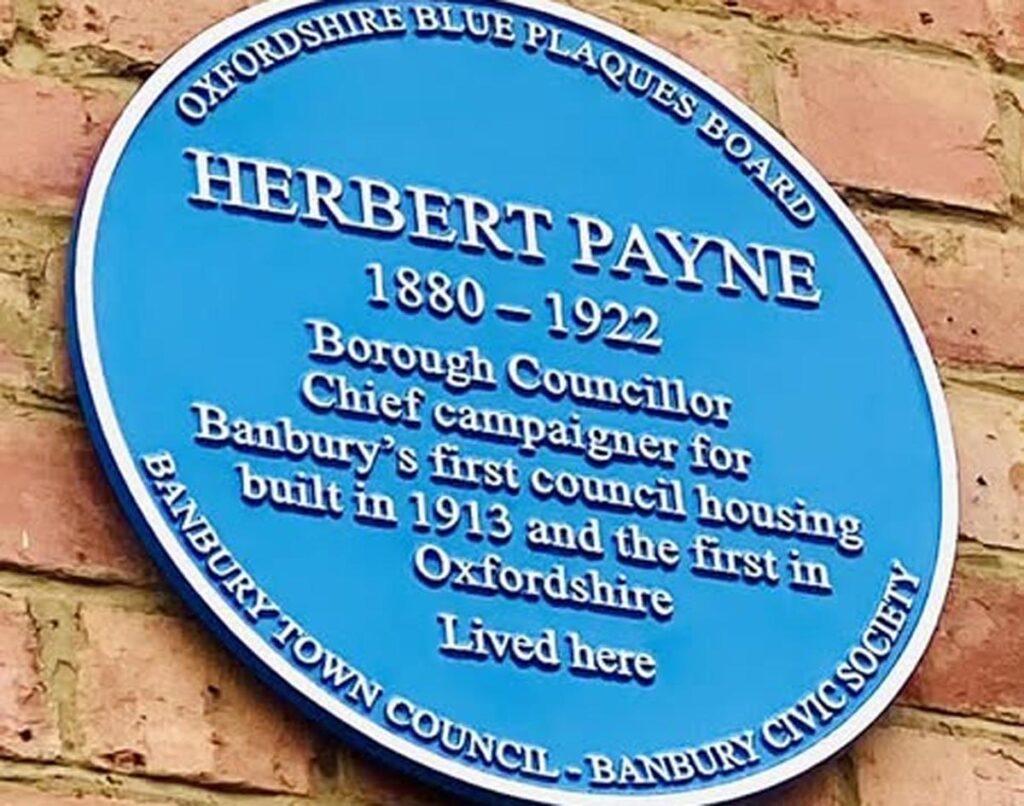 OXFORDSHIRE BLUE PLAQUES BOARD
HERBERT PAYNE
1880 – 1922
Borough Councillor
Chief campaigner for
Banbury’s first council housing
built in 1913 and the first in
Oxfordshire
Lived here
BANBURY TOWN COUNCIL - BANBURY CIVIC SOCIETY